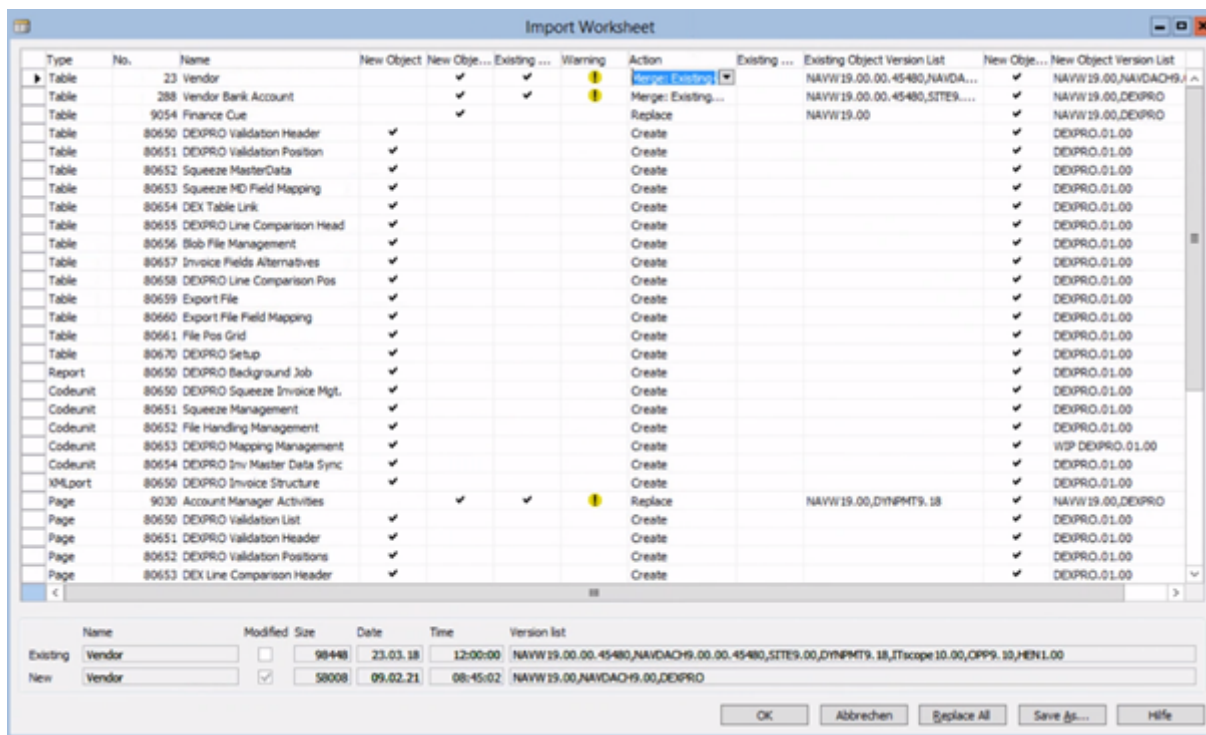 Import Worksheet
Type No. Name New Object New Obje... Existing ... Warning Action Existing ... Existing Object Version List New Obje... New Object Version List
Table 23 Vendor Merge: Existing NAVW19.00.00.45480,NAVDA... NAVW19.00,NAVDACH9.
Table 288 Vendor Bank Account Merge: Existing... NAVW19.00.00.45480,SITE9.... NAVW19.00,DEXPRO
Table 9054 Finance Cue Replace NAVW19.00 NAVW19.00,DEXPRO
Table 80650 DEXPRO Validation Header Create DEXPRO.01.00
Table 80651 DEXPRO Validation Position Create DEXPRO.01.00
Table 80652 Squeeze MasterData Create DEXPRO.01.00
Table 80653 Squeeze MD Field Mapping Create DEXPRO.01.00
Table 80654 DEX Table Link Create DEXPRO.01.00
Table 80655 DEXPRO Line Comparison Head Create DEXPRO.01.00
Table 80656 Blob File Management Create DEXPRO.01.00
Table 80657 Invoice Fields Alternatives Create DEXPRO.01.00
Table 80658 DEXPRO Line Comparison Pos Create DEXPRO.01.00
Table 80659 Export File Create DEXPRO.01.00
Table 80660 Export File Field Mapping Create DEXPRO.01.00
Table 80661 File Pos Grid Create DEXPRO.01.00
Table 80670 DEXPRO Setup Create DEXPRO.01.00
Report 80650 DEXPRO Background Job Create DEXPRO.01.00
Codeunit 80650 DEXPRO Squeeze Invoice Mgt. Create DEXPRO.01.00
Codeunit 80651 Squeeze Management Create DEXPRO.01.00
Codeunit 80652 File Handling Management Create DEXPRO.01.00
Codeunit 80653 DEXPRO Mapping Management Create WIP DEXPRO.01.00
Codeunit 80654 DEXPRO Inv Master Data Sync Create DEXPRO.01.00
XMLport 80650 DEXPRO Invoice Structure Create DEXPRO.01.00
Page 9030 Account Manager Activities Replace NAVW19.00,DYNPMT9.18 NAVW19.00,DEXPRO
Page 80650 DEXPRO Validation List Create DEXPRO.01.00
Page 80651 DEXPRO Validation Header Create DEXPRO.01.00
Page 80652 DEXPRO Validation Positions Create DEXPRO.01.00
Page 80653 DEX Line Comparison Header Create DEXPRO.01.00
Name Modified Size Date Time Version list
Existing Vendor 98448 23.03.18 12:00:00 NAVW19.00.00.45480,NAVDACH9.00.00.45480,SITE9.00,DYNPMT9.18,ITscope10.00,OPP9.10,HEN1.00
New Vendor 58008 09.02.21 08:45:02 NAVW19.00,NAVDACH9.00,DEXPRO
OK Abbrechen Replace All Save As... Hilfe